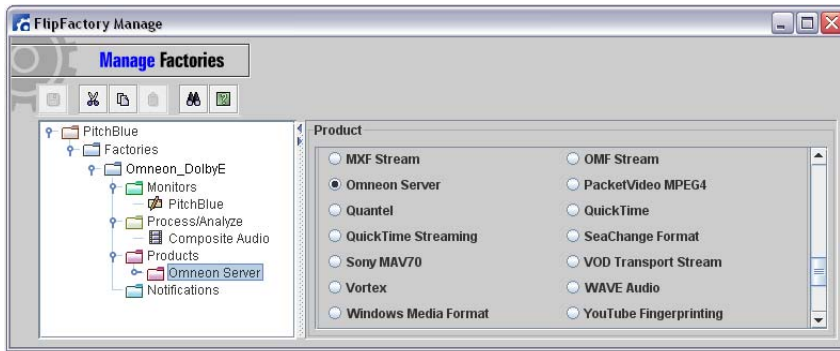 FlipFactory Manage
Manage Factories
PitchBlue
Factories
Omneon_DolbyE
Monitors
PitchBlue
Process/Analyze
Composite Audio
Products
Omneon Server
Notifications
Product
MXF Stream OMF Stream
Omneon Server PacketVideo MPEG4
Quantel QuickTime
QuickTime Streaming SeaChange Format
Sony MAV70 VOD Transport Stream
Vortex WAVE Audio
Windows Media Format YouTube Fingerprinting